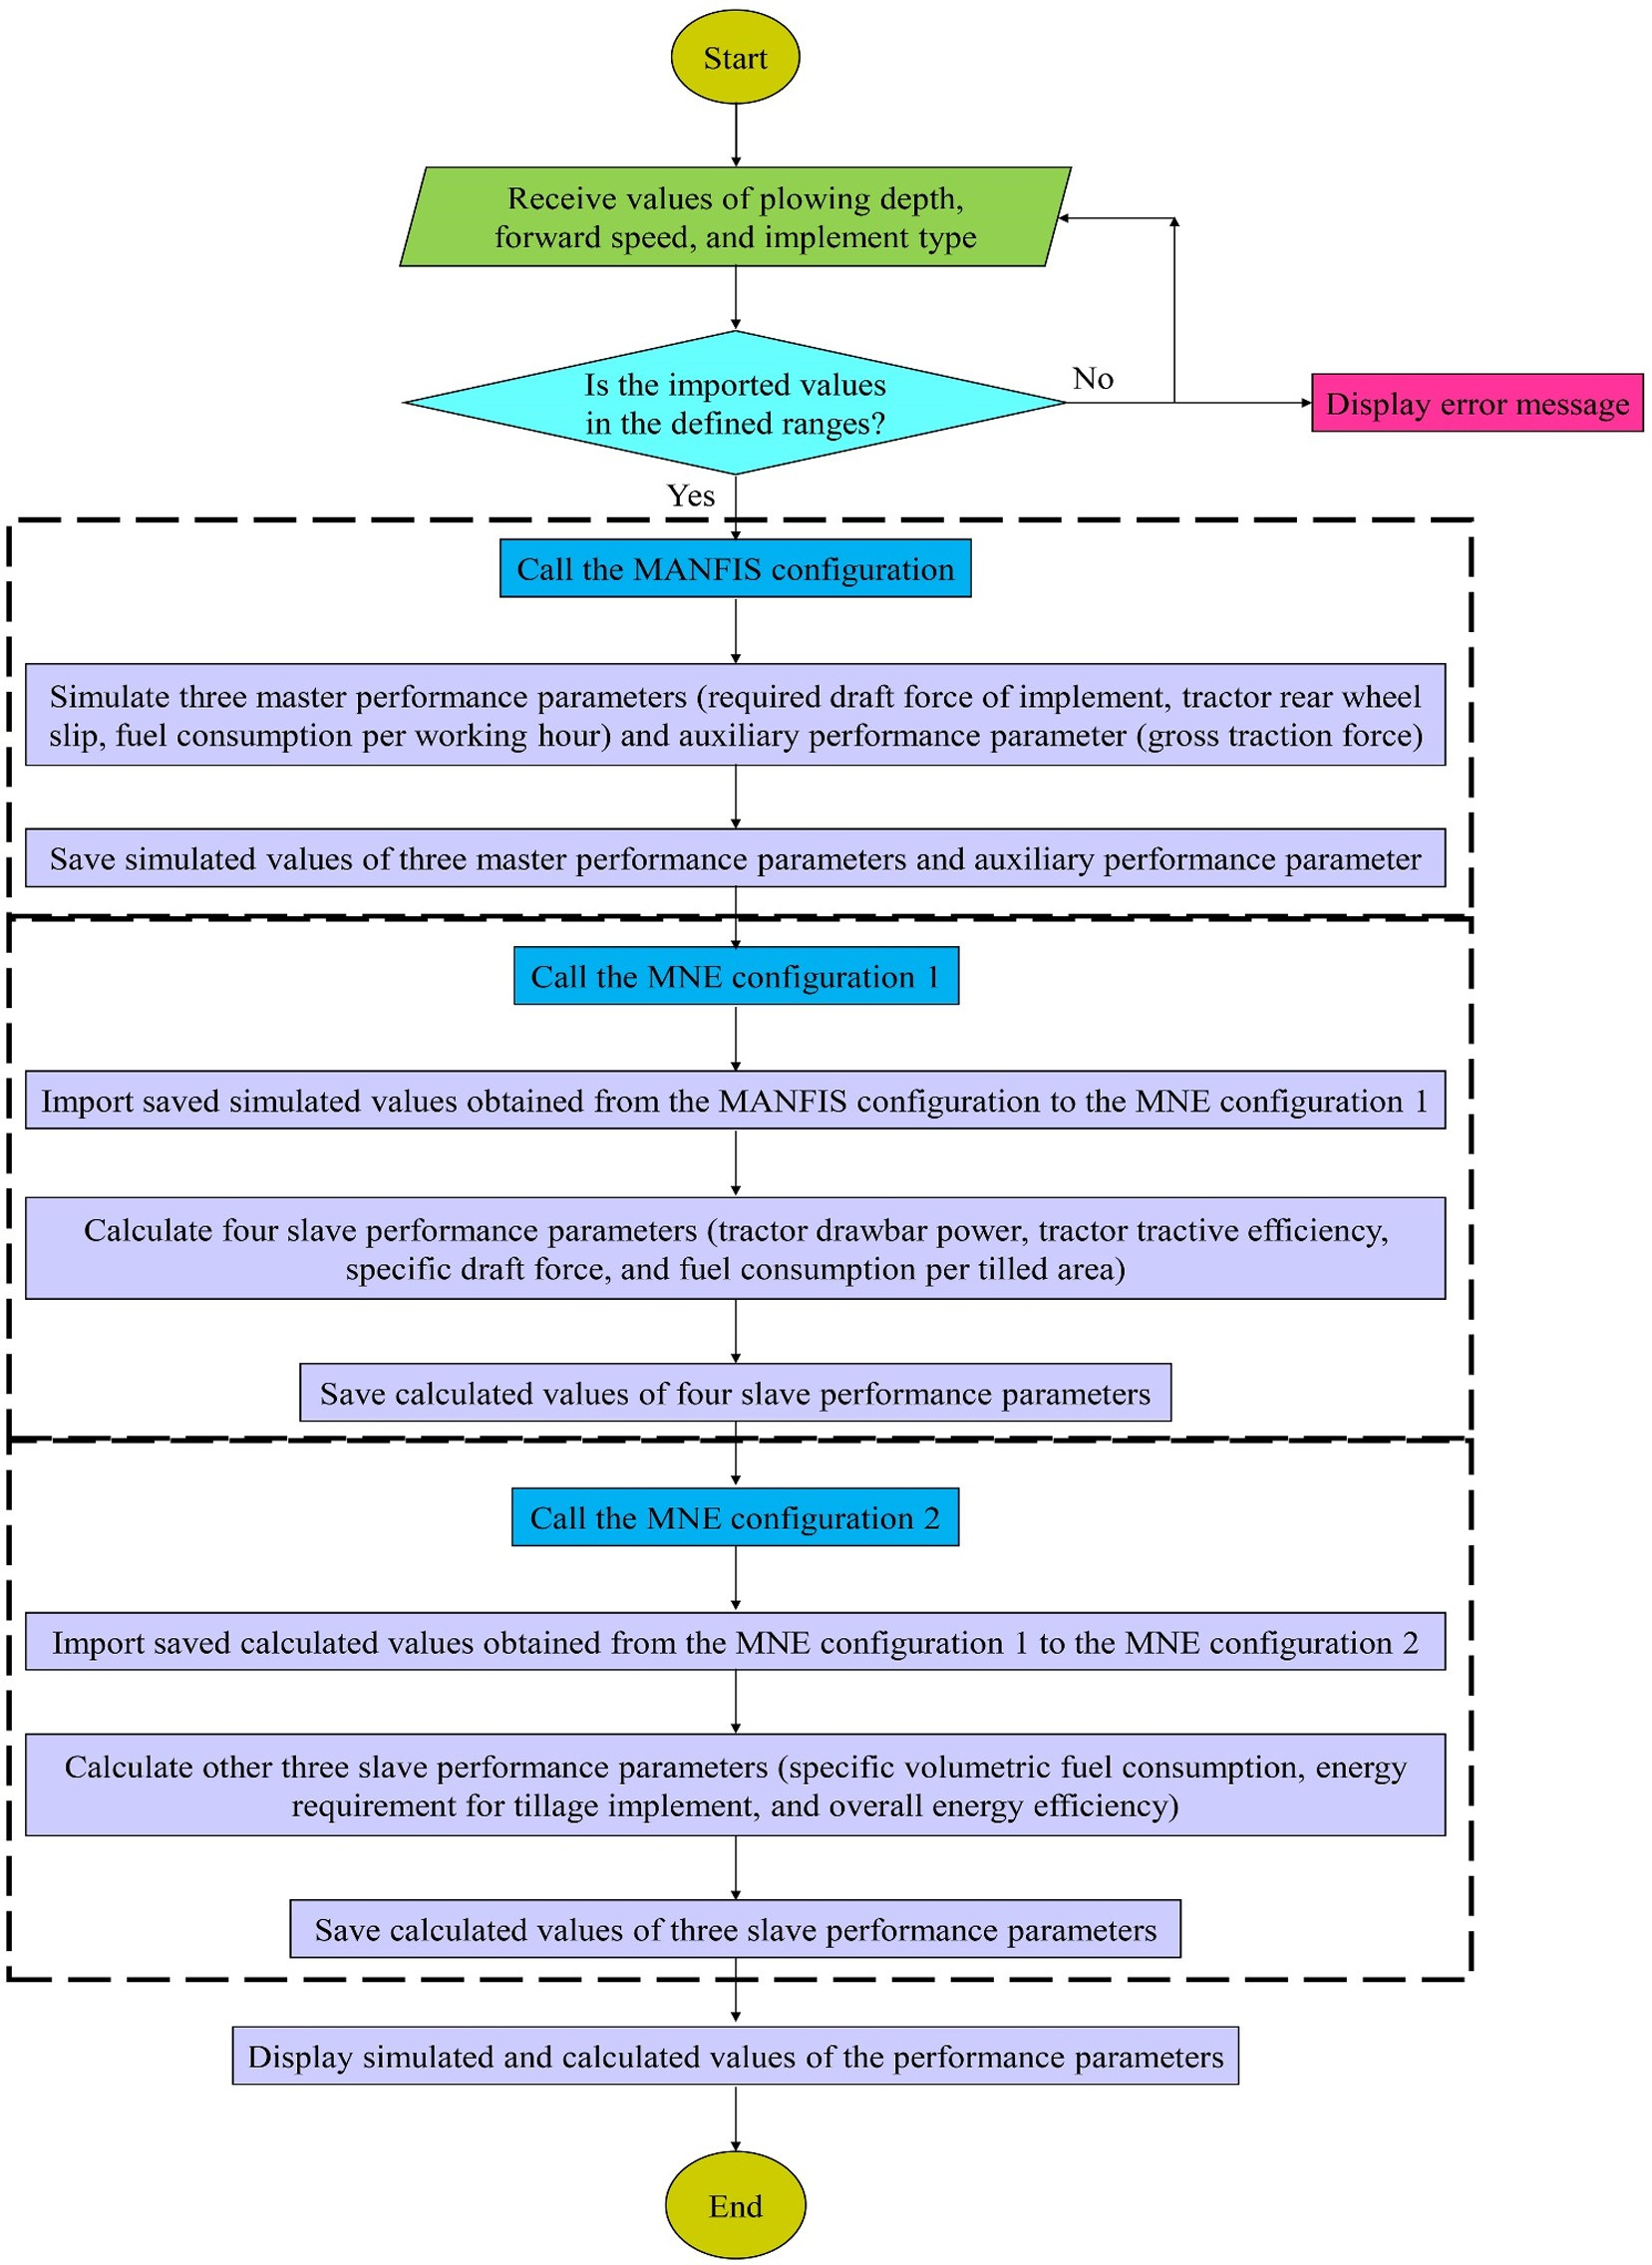 Start
Receive values of plowing depth,
forward speed, and implement type
Is the imported values
in the defined ranges?
No
Display error message
Yes
Call the MANFIS configuration
Simulate three master performance parameters (required draft force of implement, tractor rear wheel
slip, fuel consumption per working hour) and auxiliary performance parameter (gross traction force)
Save simulated values of three master performance parameters and auxiliary performance parameter
Call the MNE configuration 1
Import saved simulated values obtained from the MANFIS configuration to the MNE configuration 1
Calculate four slave performance parameters (tractor drawbar power, tractor tractive efficiency,
specific draft force, and fuel consumption per tilled area)
Save calculated values of four slave performance parameters
Call the MNE configuration 2
Import saved calculated values obtained from the MNE configuration 1 to the MNE configuration 2
Calculate other three slave performance parameters (specific volumetric fuel consumption, energy
requirement for tillage implement, and overall energy efficiency)
Save calculated values of three slave performance parameters
Display simulated and calculated values of the performance parameters
End